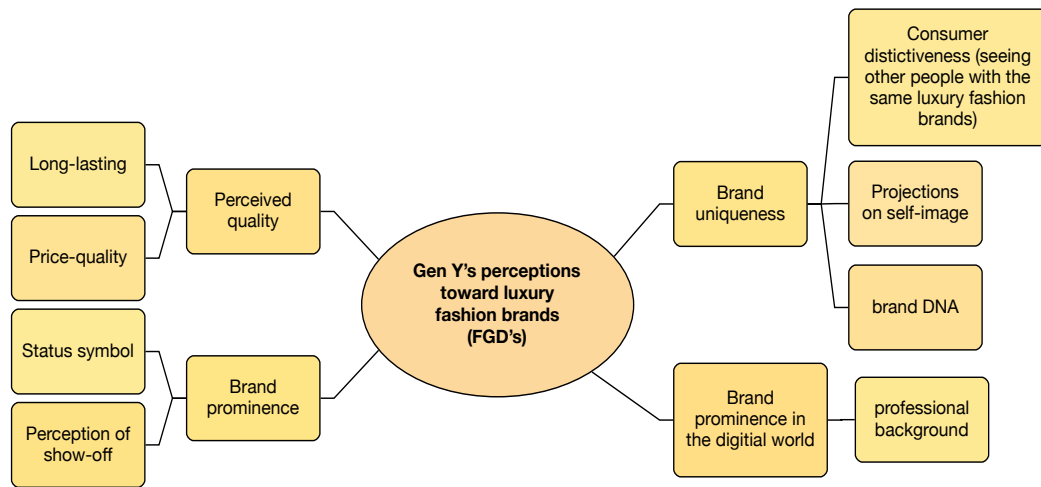 Long-lasting
Price-quality
Perceived
quality
Status symbol
Perception of
show-off
Brand
prominence
Gen Y’s perceptions
toward luxury
fashion brands
(FGD’s)
Brand
uniqueness
Consumer
distictiveness (seeing
other people with the
same luxury fashion
brands)
Projections
on self-image
brand DNA
Brand
prominence in
the digitial world
professional
background